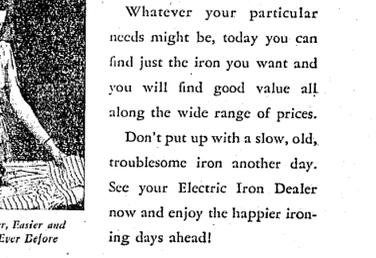 Whatever your particular
needs might be, today you can
find just the iron you want and
you will find good value all
along the wide range of prices.
Don't put up with a slow, old,
troublesome iron another day.
See your Electric Iron Dealer
now and enjoy the happier iron-
ing days ahead!
Easier and
Ever Before